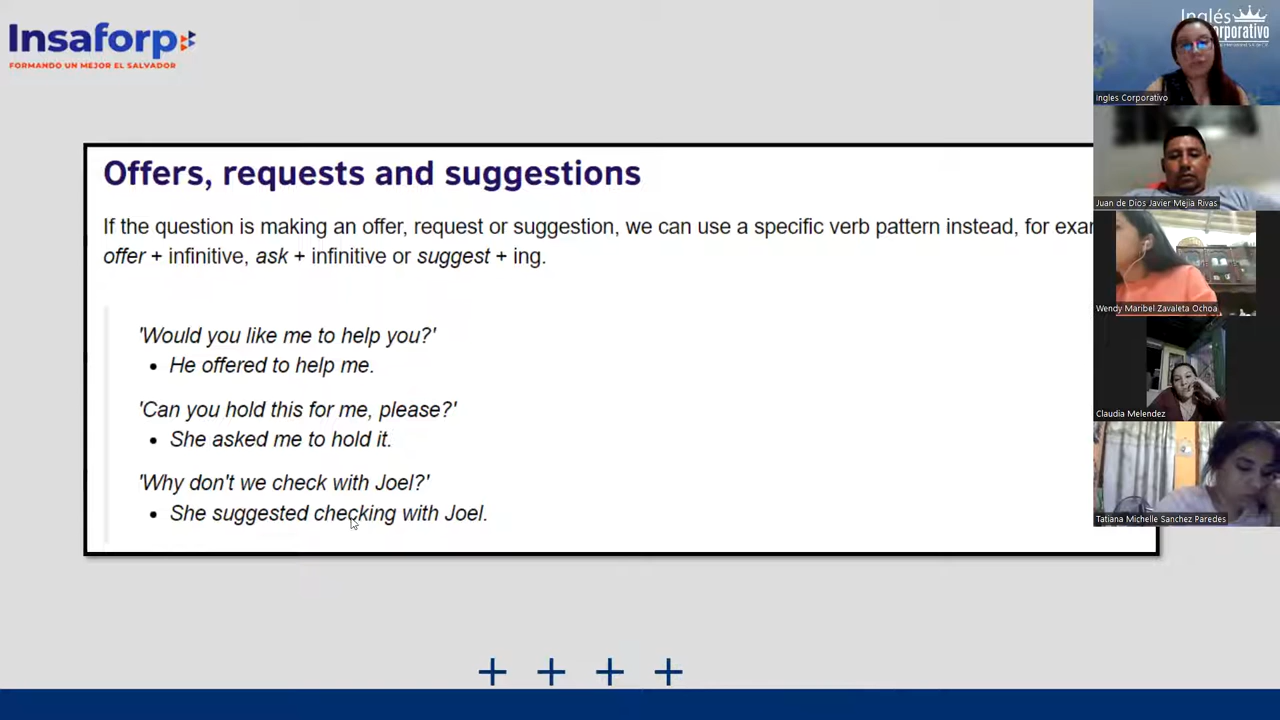 Insaforp
FORMANDO UN MEJOR EL SALVADOR
Offers, requests and suggestions
If the question is making an offer, request or suggestion, we can use a specific verb pattern instead, for
offer + infinitive, ask + infinitive or suggest + ing.
'Would you like me to help you?'
• He offered to help me.
'Can you hold this for me, please?'
• She asked me to hold it.
'Why don't we check with Joel?'
• She suggested checking with Joel.
+ + + +
Inglés
Corporativo
Ingles Corporativo
Juan de Dios Javier Mejia Rivas
Wendy Maribel Zavaleta Ochoa
Claudia Melendez
Tatiana Michelle Sanchez Paredes